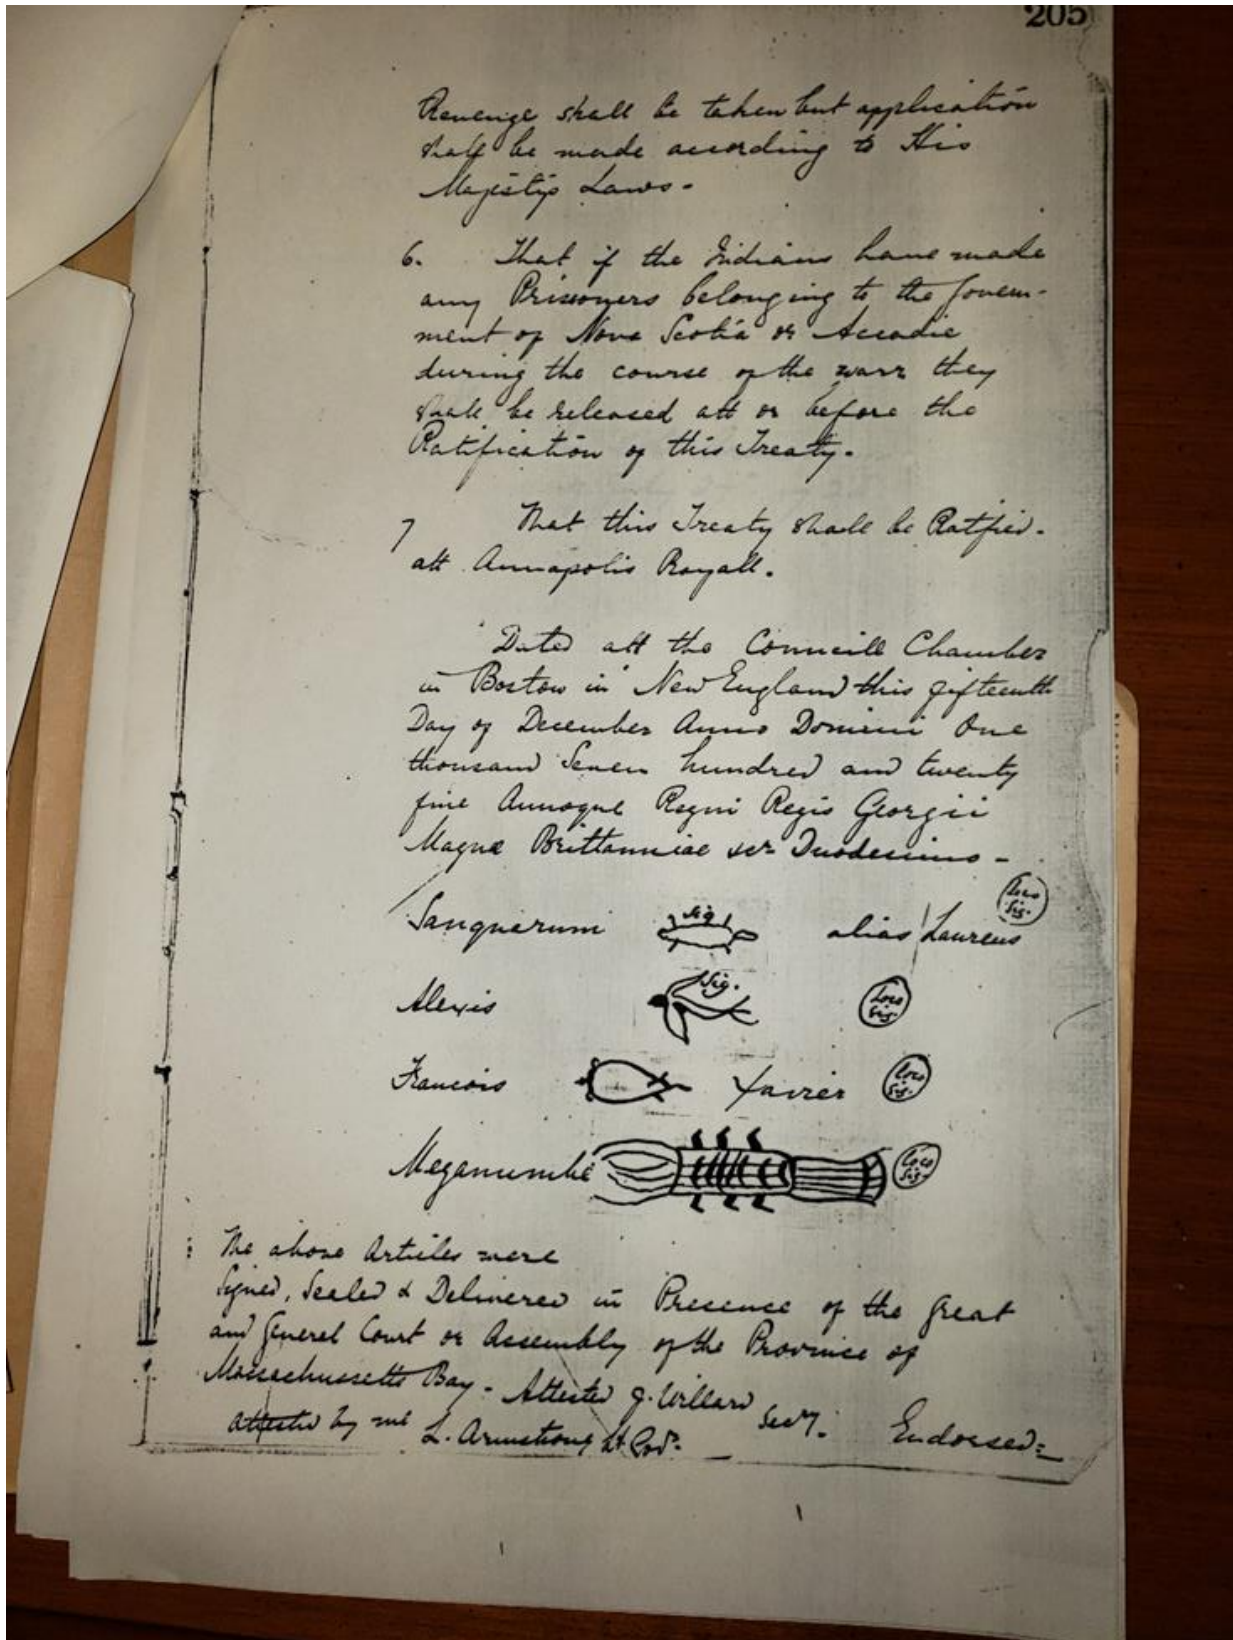 205
Revenge shall be taken but application
shall be made according to His
Majestys Laws -
6. That if the Indians have made
any Prisoners belonging to the Govern-
ment of Nova Scotia or Accadie
during the course of the warr they
shall be released att or before the
Ratification of this Treaty.
7 That this Treaty shall be Ratfied.
att Annapolis Royall.
Dated att the Councill Chamber
in Boston in New England this fifteenth
Day of December Anno Domini One
thousand Seven hundred and twenty
five Annoque Regni Regis Georgii
Magna Brittanniae Duodecimo -
Sanquarumi Sig alias Laurens Loco Sig.
Alexis Sig. Loco Sig.
Francois Xavier Loco Sig.
Meganumbe Loco Sig.
The above Articles were
Signed, Sealed & Delivered in Presence of the Great
and General Court or Assembly of the Province of
Massachussetts Bay - Attested J. Willard Secry.
attested by me L. Armstrong Lt Govr. Endorsed: